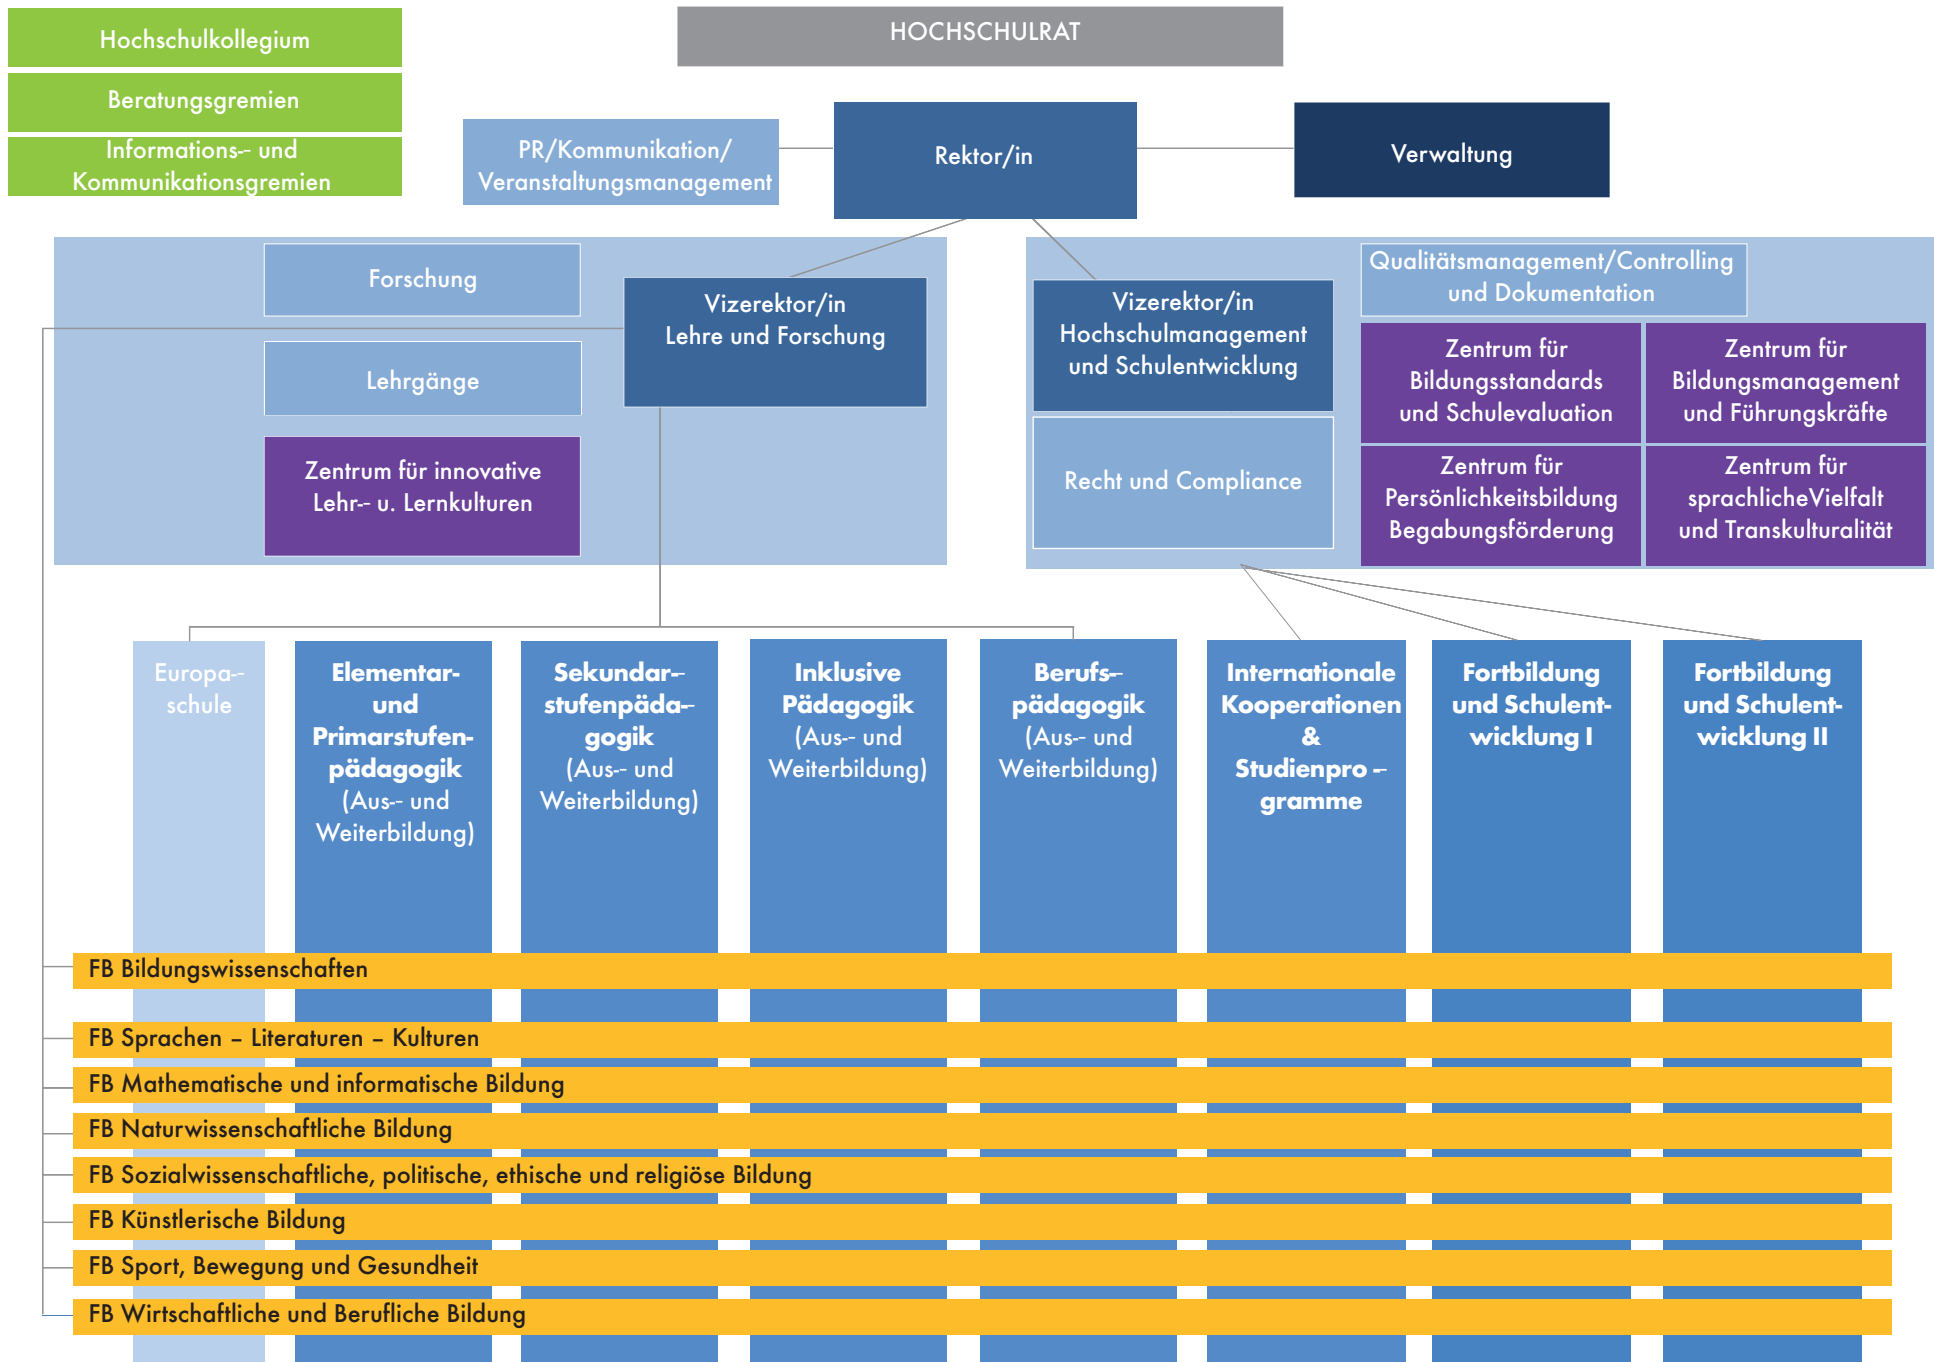 Hochschulkollegium
Beratungsgremien
Informations-- und
Kommunikationsgremien
HOCHSCHULRAT
PR/Kommunikation/
Veranstaltungsmanagement
Rektor/in
Verwaltung
Forschung
Lehrgänge
Zentrum für innovative
Lehr-- u. Lernkulturen
Vizerektor/in
Lehre und Forschung
Vizerektor/in
Hochschulmanagement
und Schulentwicklung
Recht und Compliance
Qualitätsmanagement/Controlling
und Dokumentation
Zentrum für
Bildungsstandards
und Schulevaluation
Zentrum für
Bildungsmanagement
und Führungskräfte
Zentrum für
Persönlichkeitsbildung
Begabungsförderung
Zentrum für
sprachlicheVielfalt
und Transkulturalität
Europa--
schule
Elementar-
und
Primarstufen-
pädagogik
(Aus-- und
Weiterbildung)
Sekundar--
stufenpäda--
gogik
(Aus-- und
Weiterbildung)
Inklusive
Pädagogik
(Aus-- und
Weiterbildung)
Berufs--
pädagogik
(Aus-- und
Weiterbildung)
Internationale
Kooperationen
&
Studienpro --
gramme
Fortbildung
und Schulent-
wicklung I
Fortbildung
und Schulent-
wicklung II
FB Bildungswissenschaften
FB Sprachen – Literaturen – Kulturen
FB Mathematische und informatische Bildung
FB Naturwissenschaftliche Bildung
FB Sozialwissenschaftliche, politische, ethische und religiöse Bildung
FB Künstlerische Bildung
FB Sport, Bewegung und Gesundheit
FB Wirtschaftliche und Berufliche Bildung